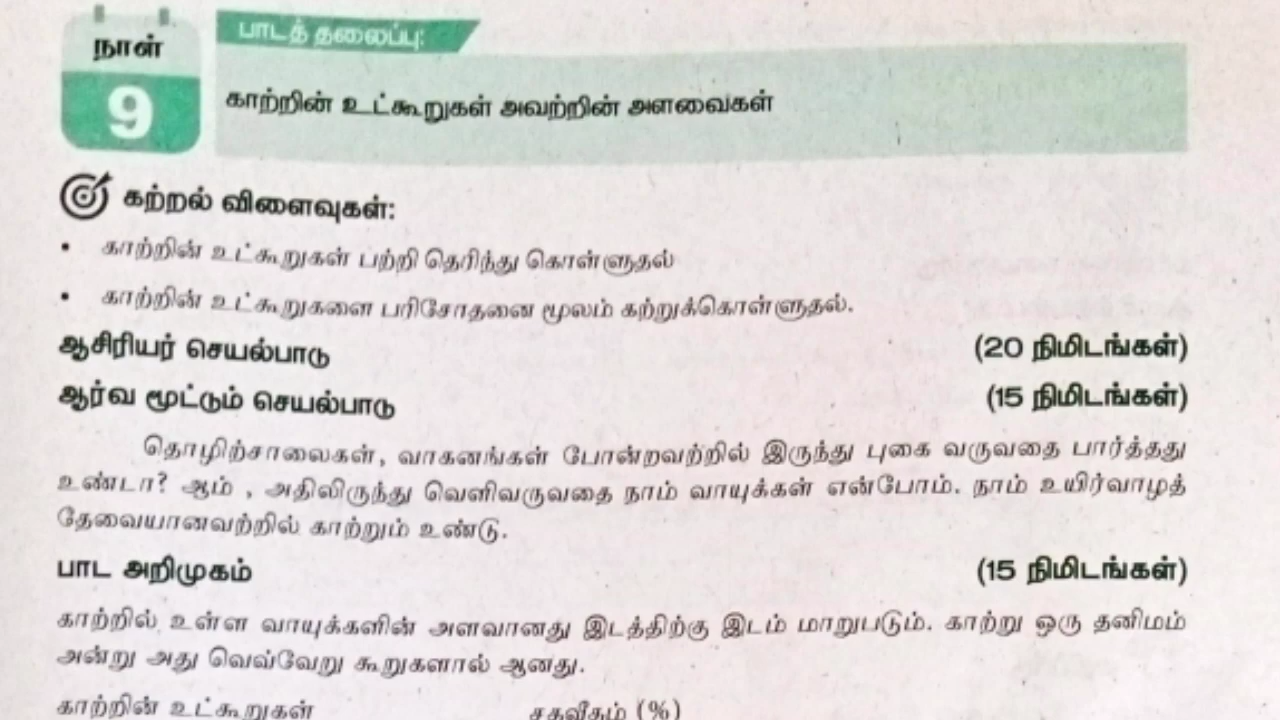 நாள்
9
பாடத் தலைப்பு:
காற்றின் உட்கூறுகள் அவற்றின் அளவைகள்
கற்றல் விளைவுகள்:
• காற்றின் உட்கூறுகள் பற்றி தெரிந்து கொள்ளுதல்
• காற்றின் உட்கூறுகளை பரிசோதனை மூலம் கற்றுக்கொள்ளுதல்.
ஆசிரியர் செயல்பாடு (20 நிமிடங்கள்)
ஆர்வ மூட்டும் செயல்பாடு (15 நிமிடங்கள்)
தொழிற்சாலைகள், வாகனங்கள் போன்றவற்றில் இருந்து புகை வருவதை பார்த்தது
உண்டா? ஆம் , அதிலிருந்து வெளிவருவதை நாம் வாயுக்கள் என்போம். நாம் உயிர்வாழத்
தேவையானவற்றில் காற்றும் உண்டு.
பாட அறிமுகம் (15 நிமிடங்கள்)
காற்றில் உள்ள வாயுக்களின் அளவானது இடத்திற்கு இடம் மாறுபடும். காற்று ஒரு தனிமம்
அன்று அது வெவ்வேறு கூறுகளால் ஆனது.
காற்றின் உட்கூறுகள் சதவீதம் (%)